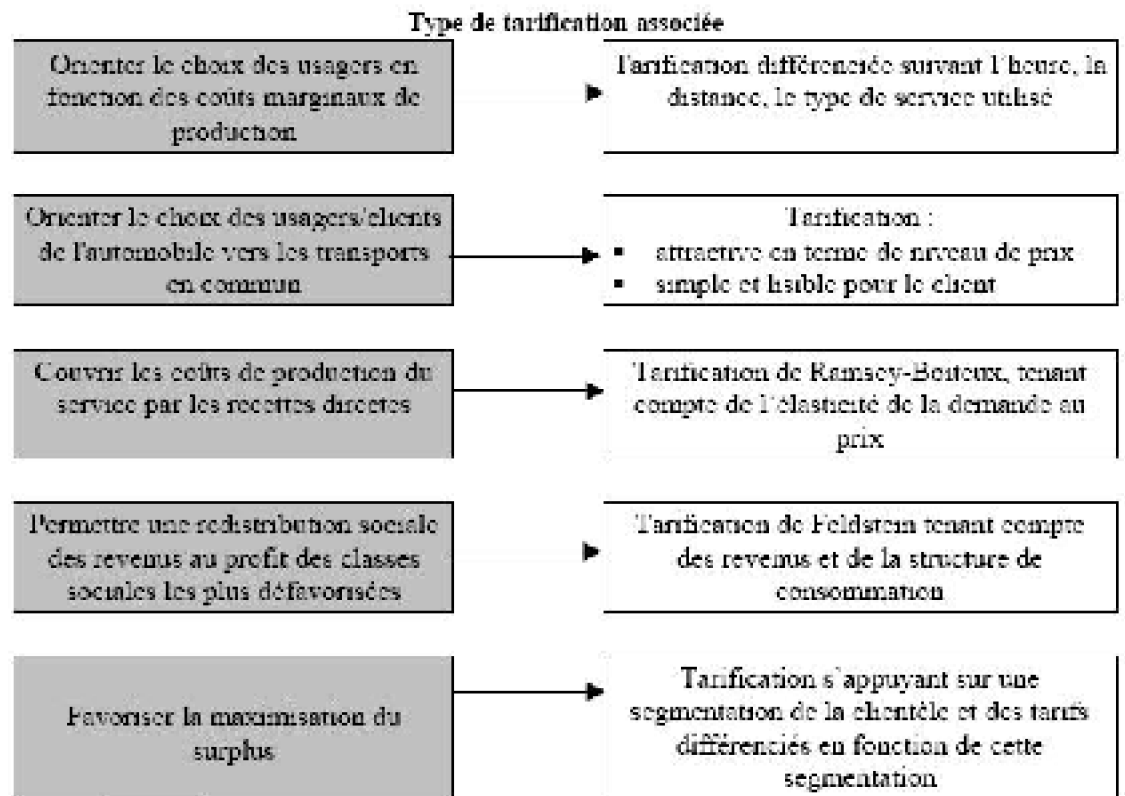 Type de tarification associée
Orienter le choix des usagers en
fonction des coûts marginaux de
production
Tarification différenciée suivant l'heure, la
distance, le type de service utilisé
Orienter le choix des usagers/clients
de l'automobile vers les transports
en commun
Tarification :
▪ attractive en terme de niveau de prix
▪ simple et lisible pour le client
Couvrir les coûts de production du
service par les recettes directes
Tarification de Ramsey-Boiteux, tenant
compte de l'élasticité de la demande au
prix
Permettre une redistribution sociale
des revenus au profit des classes
sociales les plus défavorisées
Tarification de Feldstein tenant compte
des revenus et de la structure de
consommation
Favoriser la maximisation du
surplus
Tarification s'appuyant sur une
segmentation de la clientèle et des tarifs
différenciés en fonction de cette
segmentation